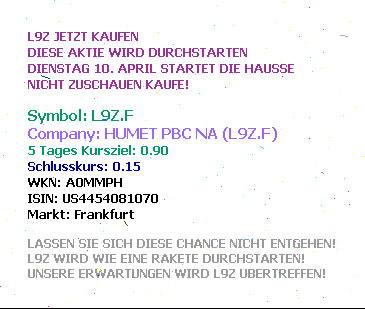 L9Z JETZT KAUFEN
DIESE AKTIE WIRD DURCHSTARTEN
DIENSTAG 10. APRIL STARTET DIE HAUSSE
NICHT ZUSCHAUEN KAUFE!
Symbol: L9Z.F
Company: HUMET PBC NA (L9Z.F)
5 Tages Kursziel: 0.90
Schlusskurs: 0.15
WKN: A0MMPH
ISIN: US4454081070
Markt: Frankfurt
LASSEN SIE SICH DIESE CHANCE NICHT ENTGEHEN!
L9Z WIRD WIE EINE RAKETE DURCHSTARTEN!
UNSERE ERWARTUNGEN WIRD L9Z UBERTREFFEN!